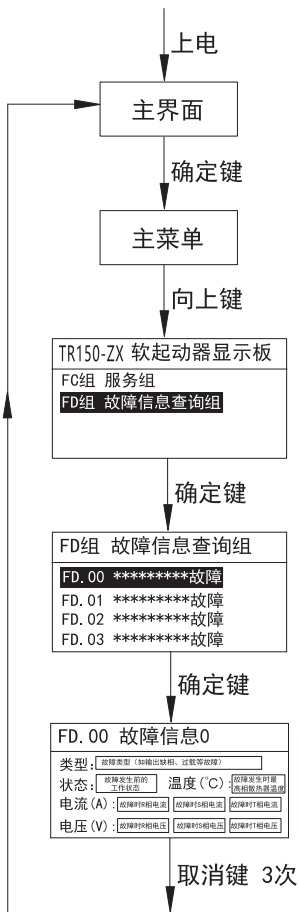 上电
主界面
确定键
主菜单
向上键
TR150-ZX 软起动器显示板
FC组 服务组
FD组 故障信息查询组
确定键
FD组 故障信息查询组
FD.00 *********故障
FD.01 *********故障
FD.02 *********故障
FD.03 *********故障
确定键
FD.00 故障信息0
类型: 故障类型(如输出缺相、过载等故障)
状态: 故障发生前的工作状态 温度(℃): 故障发生时最高相散热器温度
电流(A): 故障时R相电流 故障时S相电流 故障时T相电流
电压(V): 故障时R相电压 故障时S相电压 故障时T相电压
取消键 3次